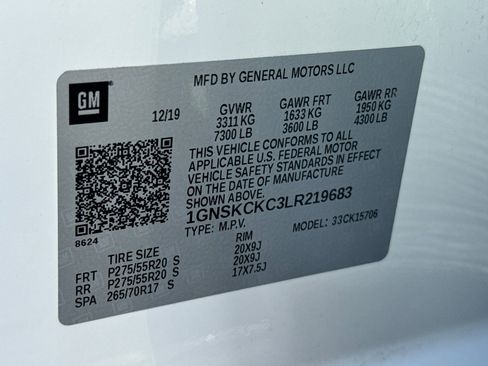 GM
MFD BY GENERAL MOTORS LLC
12/19 GVWR GAWR FRT GAWR RR
3311 KG 1633 KG 1950 KG
7300 LB 3600 LB 4300 LB
THIS VEHICLE CONFORMS TO ALL
APPLICABLE U.S. FEDERAL MOTOR
VEHICLE SAFETY STANDARDS IN EFFECT
ON THE DATE OF MANUFACTURE
SHOWN ABOVE.
1GNSKCKC3LR219683
8624 TYPE: M.P.V. MODEL: 33CK15706
TIRE SIZE RIM
FRT P275/55R20 S 20X9J
RR P275/55R20 S 20X9J
SPA 265/70R17 S 17X7.5J